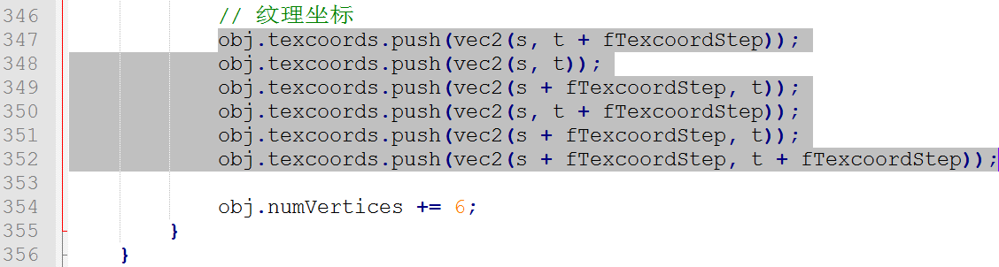 346 // 纹理坐标
347 obj.texcoords.push(vec2(s, t + fTexcoordStep));
348 obj.texcoords.push(vec2(s, t));
349 obj.texcoords.push(vec2(s + fTexcoordStep, t));
350 obj.texcoords.push(vec2(s, t + fTexcoordStep));
351 obj.texcoords.push(vec2(s + fTexcoordStep, t));
352 obj.texcoords.push(vec2(s + fTexcoordStep, t + fTexcoordStep));
353
354 obj.numVertices += 6;
355 }
356 }